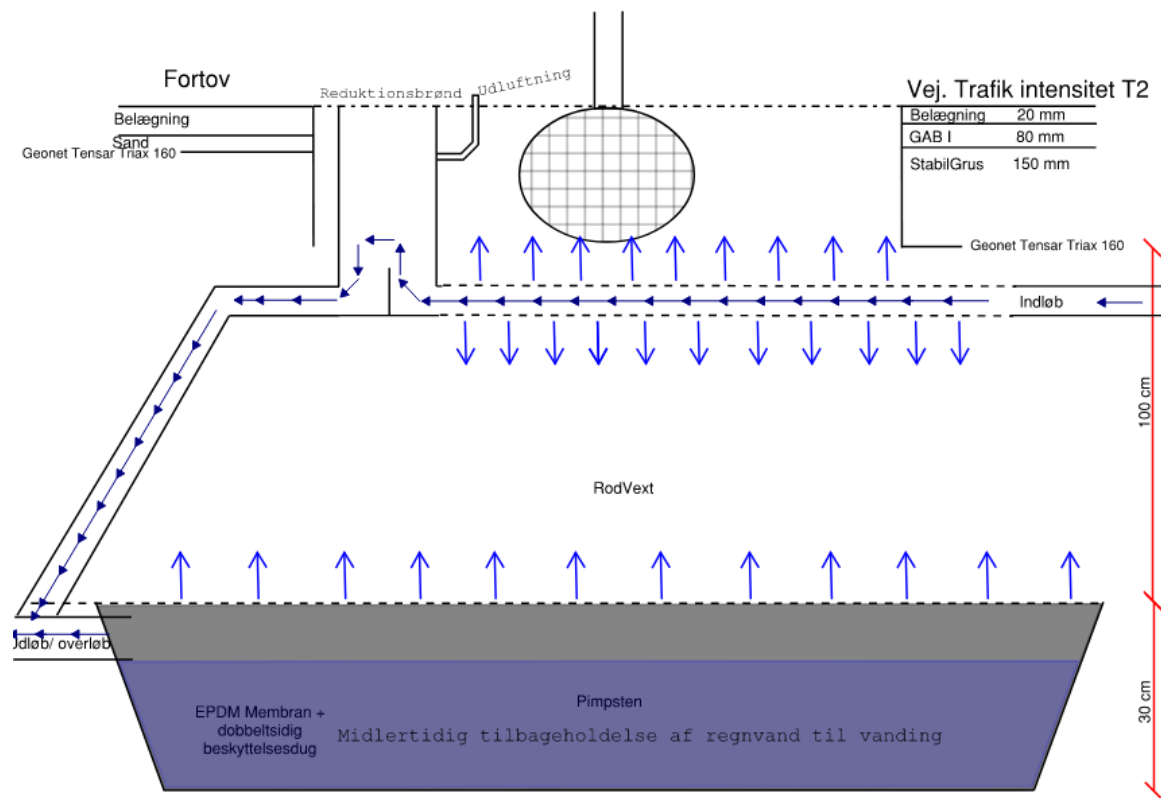 Fortov
Reduktionsbrønd
Udluftning
Vej. Trafik intensitet T2
Belægning
Sand
Geonet Tensar Triax 160
Belægning 20 mm
GAB I 80 mm
StabilGrus 150 mm
Geonet Tensar Triax 160
Indløb
100 cm
RodVext
Udløb/ overløb
Pimpsten
EPDM Membran +
dobbeltsidig
beskyttelsesdug
Midlertidig tilbageholdelse af regnvand til vanding
30 cm